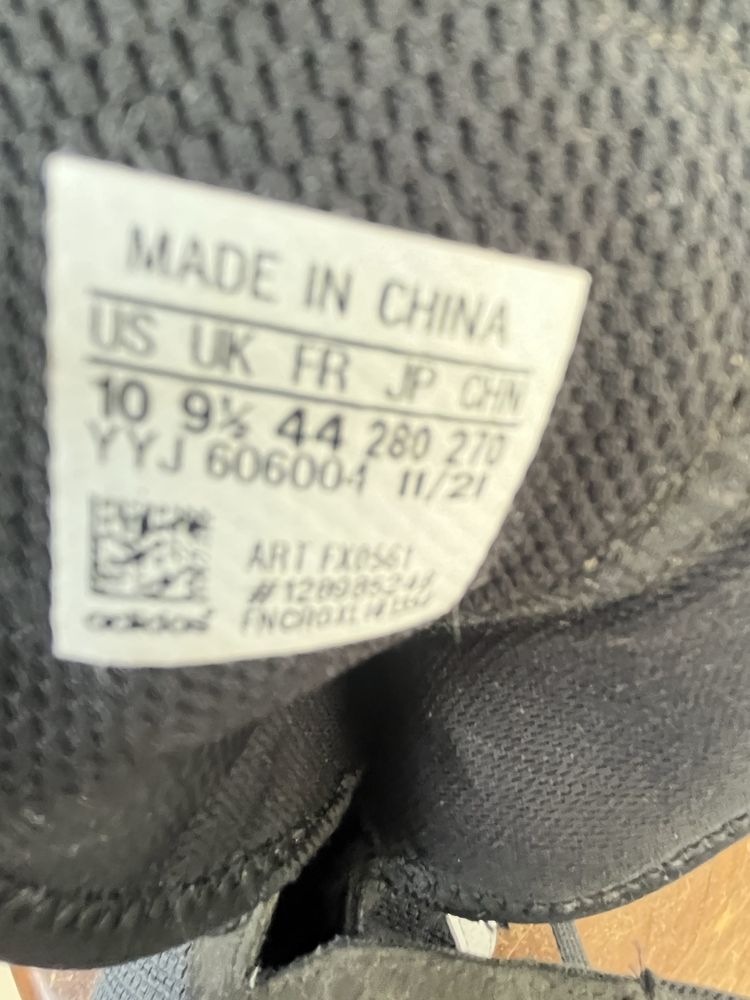 MADE IN CHINA
US UK FR JP CHN
10 9½ 44 280 270
YYJ 606004 11/21
ART FX0561
adidas